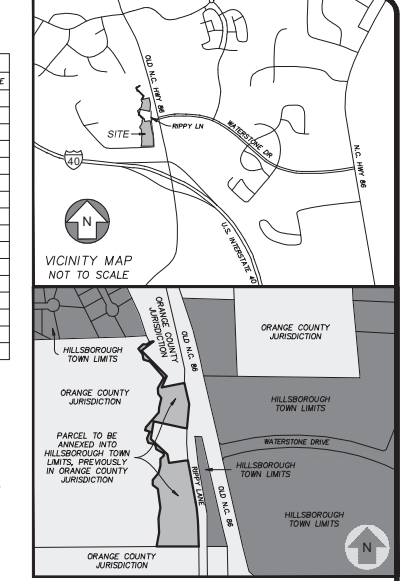 E
OLD N.C. HWY 86
RIPPY LN
WATERSTONE DR
SITE
40
N.C. HWY 86
N
U.S. INTERSTATE 40
VICINITY MAP
NOT TO SCALE
ORANGE COUNTY
JURISDICTION
OLD N.C. 86
ORANGE COUNTY
JURISDICTION
HILLSBOROUGH
TOWN LIMITS
ORANGE COUNTY
JURISDICTION
HILLSBOROUGH
TOWN LIMITS
PARCEL TO BE
ANNEXED INTO
HILLSBOROUGH TOWN
LIMITS, PREVIOUSLY
IN ORANGE COUNTY
JURISDICTION
WATERSTONE DRIVE
HILLSBOROUGH
TOWN LIMITS
RIPPY LANE
OLD N.C. 86
HILLSBOROUGH
TOWN LIMITS
N
ORANGE COUNTY
JURISDICTION